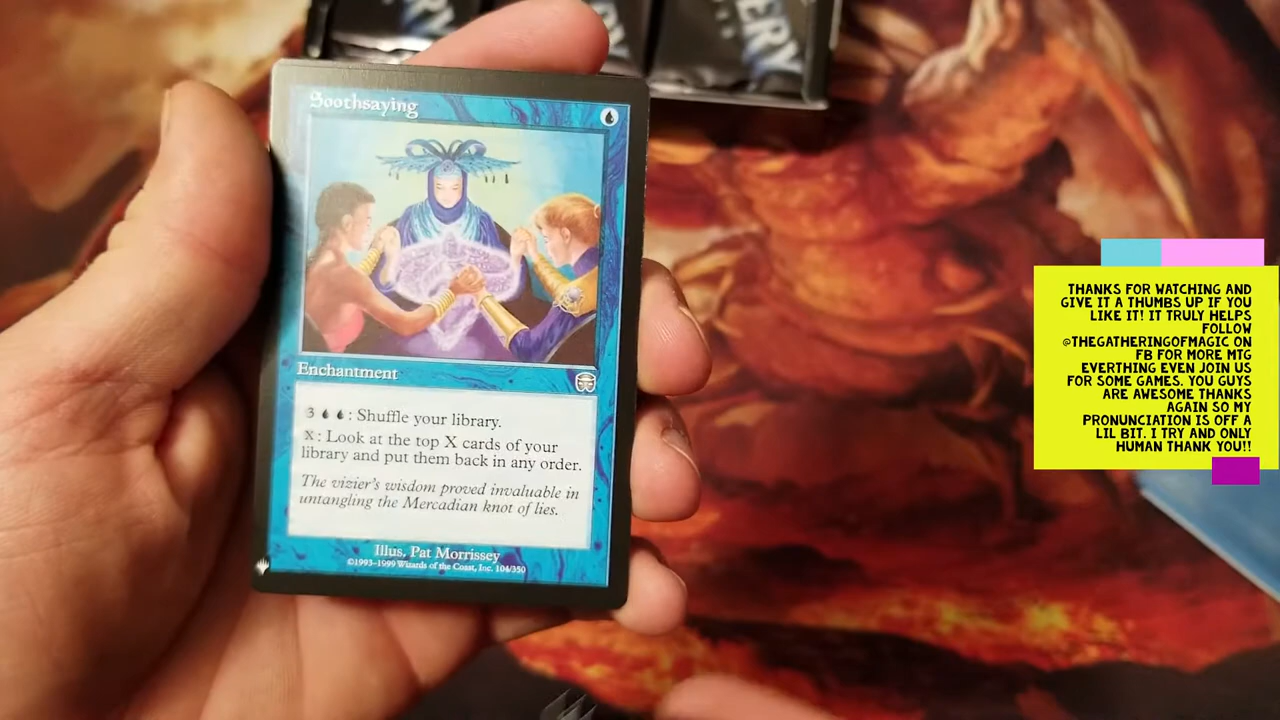 Soothsaying
Enchantment
3 : Shuffle your library.
X: Look at the top X cards of your
library and put them back in any order.
The vizier's wisdom proved invaluable in
untangling the Mercadian knot of lies.
Illus. Pat Morrissey
©1993-1999 Wizards of the Coast, Inc. 104/350
THANKS FOR WATCHING AND
GIVE IT A THUMBS UP IF YOU
LIKE IT! IT TRULY HELPS
FOLLOW
@THEGATHERINGOFMAGIC ON
FB FOR MORE MTG
EVERTHING EVEN JOIN US
FOR SOME GAMES. YOU GUYS
ARE AWESOME THANKS
AGAIN SO MY
PRONUNCIATION IS OFF A
LIL BIT. I TRY AND ONLY
HUMAN THANK YOU!!